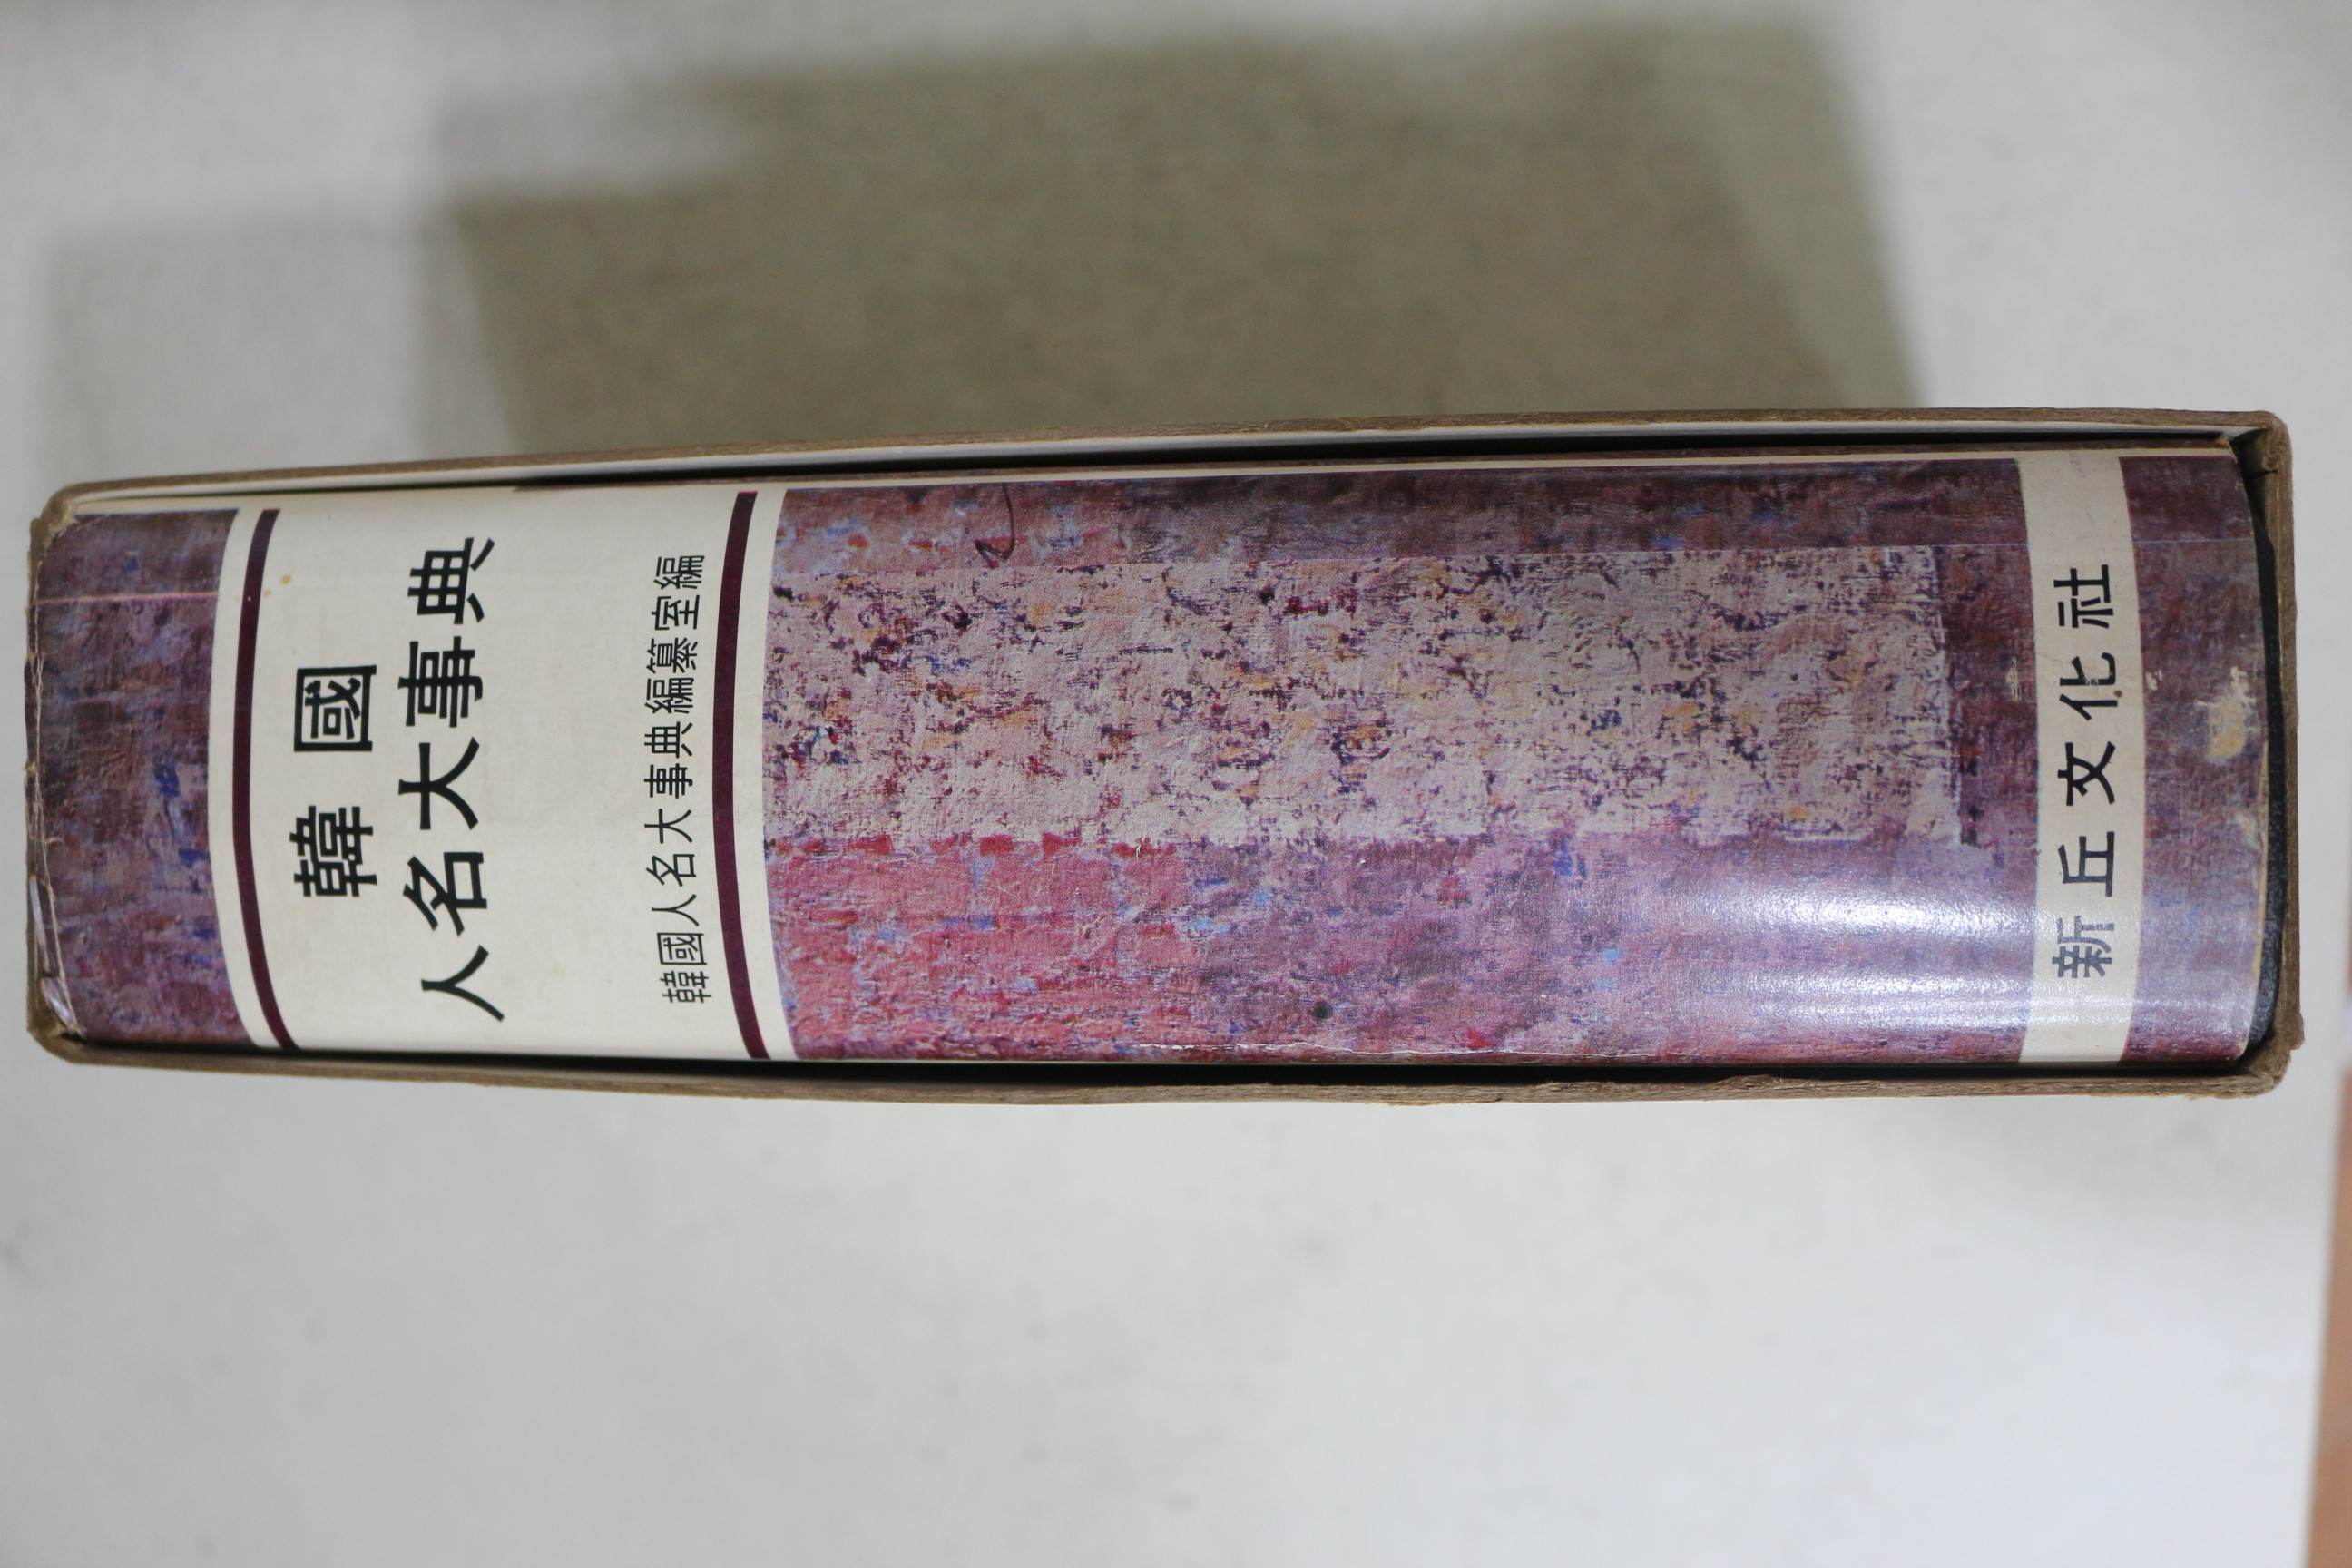 韓國
人名大事典
韓國人名大事典編纂室編
新丘文化社